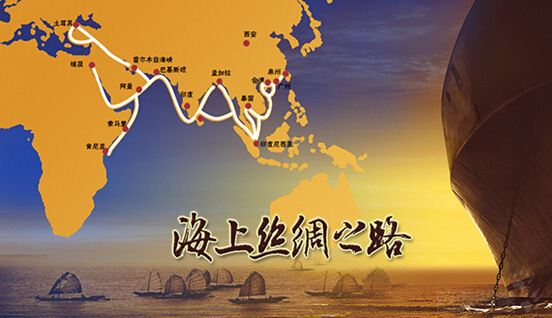 土耳其
西安
埃及
霍尔木兹海峡
巴基斯坦
孟加拉
泉州
合浦
广州
阿曼
印度
泰国
索马里
肯尼亚
印度尼西亚
海上丝绸之路